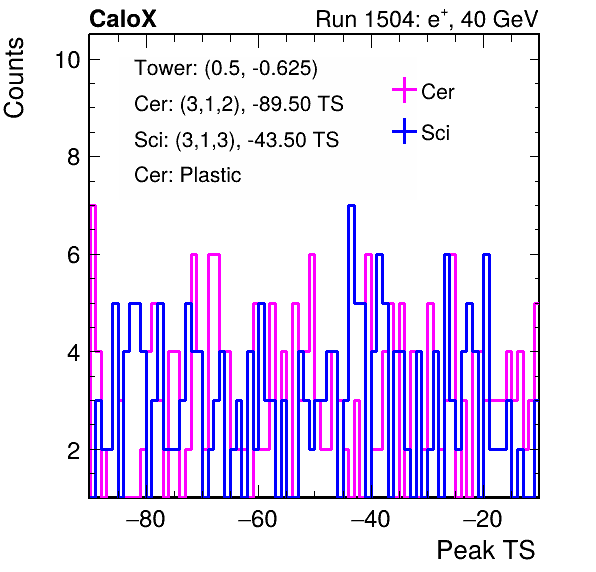 CaloX Run 1504: e⁺, 40 GeV
Counts
10
8
6
4
2
Tower: (0.5, -0.625)
Cer: (3,1,2), -89.50 TS
Sci: (3,1,3), -43.50 TS
Cer: Plastic
Cer
Sci
−80 −60 −40 −20
Peak TS